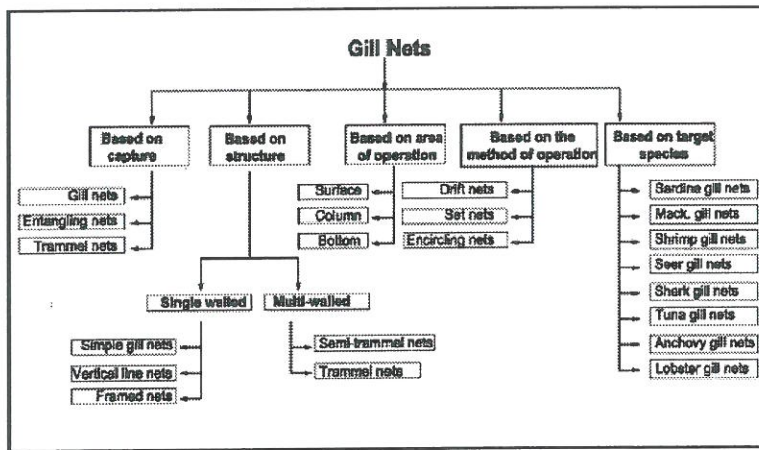 Gill Nets
Based on
capture
Based on
structure
Based on area
of operation
Based on the
method of operation
Based on target
species
Gill nets
Entangling nets
Trammel nets
Single walled
Multi-walled
Simple gill nets
Vertical line nets
Framed nets
Semi-trammel nets
Trammel nets
Surface
Column
Bottom
Drift nets
Set nets
Encircling nets
Sardine gill nets
Mack. gill nets
Shrimp gill nets
Seer gill nets
Shark gill nets
Tuna gill nets
Anchovy gill nets
Lobster gill nets